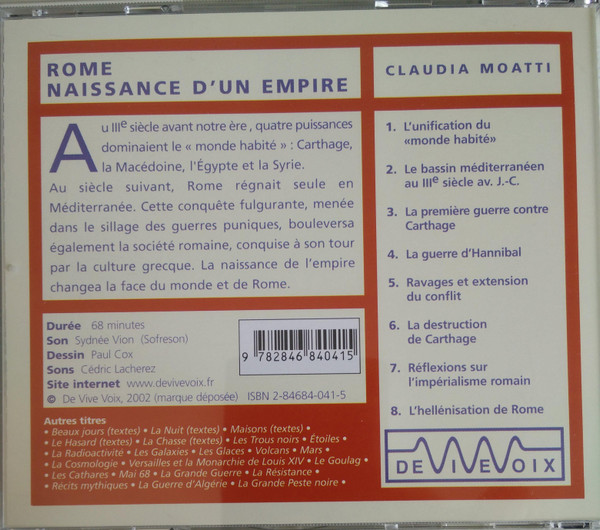 ROME
NAISSANCE D'UN EMPIRE
CLAUDIA MOATTI
Au IIIe siècle avant notre ère , quatre puissances
dominaient le « monde habité » : Carthage,
la Macédoine, l'Égypte et la Syrie.
Au siècle suivant, Rome régnait seule en
Méditerranée. Cette conquête fulgurante, menée
dans le sillage des guerres puniques, bouleversa
également la société romaine, conquise à son tour
par la culture grecque. La naissance de l'empire
changea la face du monde et de Rome.
1. L'unification du
«monde habité»
2. Le bassin méditerranéen
au IIIe siècle av. J.-C.
3. La première guerre contre
Carthage
4. La guerre d'Hannibal
5. Ravages et extension
du conflit
6. La destruction
de Carthage
7. Réflexions sur
l'impérialisme romain
8. L'hellénisation de Rome
Durée 68 minutes
Son Sydnée Vion (Sofreson)
Dessin Paul Cox
Sons Cédric Lacherez
Site internet www.devivevoix.fr
© De Vive Voix, 2002 (marque déposée) ISBN 2-84684-041-5
9 782846 840415
Autres titres
• Beaux jours (textes) • La Nuit (textes) • Maisons (textes) •
• Le Hasard (textes) • La Chasse (textes) • Les Trous noirs • Étoiles •
• La Radioactivité • Les Galaxies • Les Glaces • Volcans • Mars •
• La Cosmologie • Versailles et la Monarchie de Louis XIV • Le Goulag •
• Les Cathares • Mai 68 • La Grande Guerre • La Résistance •
• Récits mythiques • La Guerre d'Algérie • La Grande Peste noire •
DE VIVE VOIX